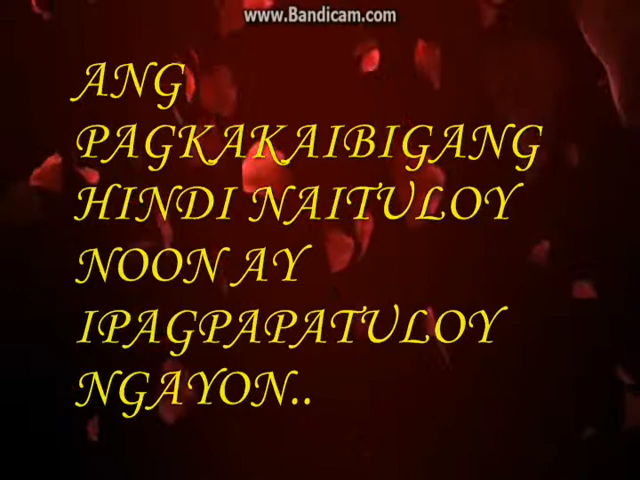 www.Bandicam.com
ANG
PAGKAKAIBIGANG
HINDI NAITULOY
NOON AY
IPAGPAPATULOY
NGAYON..